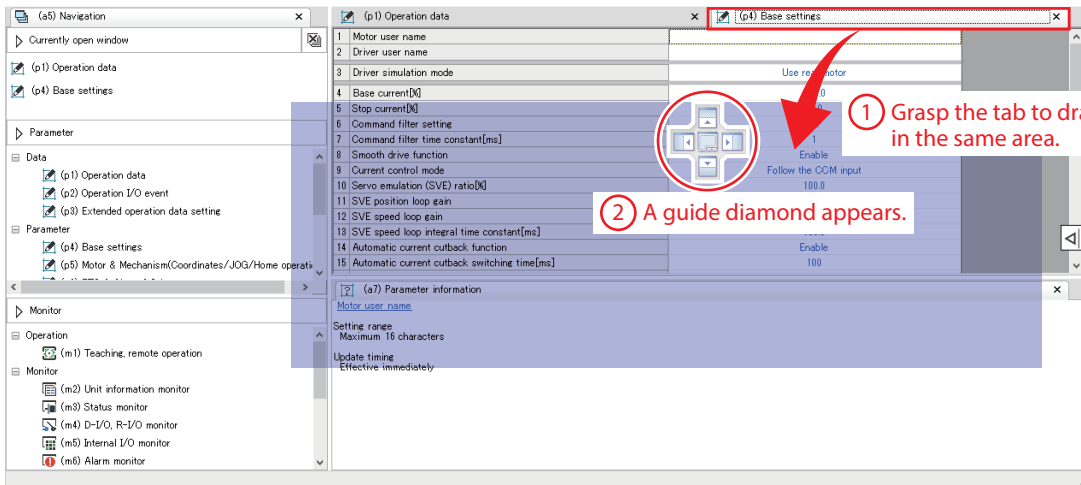 (a5) Navigation
Currently open window
(p1) Operation data
(p4) Base settings
Parameter
Data
(p1) Operation data
(p2) Operation I/O event
(p3) Extended operation data setting
Parameter
(p4) Base settings
(p5) Motor & Mechanism(Coordinates/JOG/Home operati
Monitor
Operation
(m1) Teaching, remote operation
Monitor
(m2) Unit information monitor
(m3) Status monitor
(m4) D-I/O, R-I/O monitor
(m5) Internal I/O monitor
(m6) Alarm monitor
(p1) Operation data
(p4) Base settings
1 Motor user name
2 Driver user name
3 Driver simulation mode Use real motor
4 Base current[%]
5 Stop current[%]
6 Command filter setting
7 Command filter time constant[ms] 1
8 Smooth drive function Enable
9 Current control mode Follow the CCM input
10 Servo emulation (SVE) ratio[%] 100.0
11 SVE position loop gain
12 SVE speed loop gain
13 SVE speed loop integral time constant[ms]
14 Automatic current cutback function Enable
15 Automatic current cutback switching time[ms] 100
1 Grasp the tab to dra
in the same area.
2 A guide diamond appears.
(a7) Parameter information
Motor user name
Setting range
Maximum 16 characters
Update timing
Effective immediately